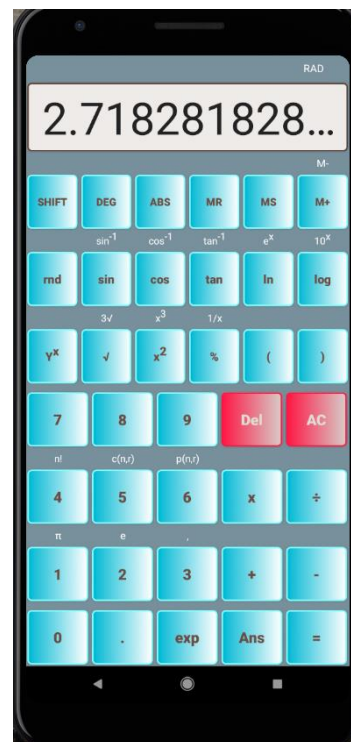 RAD
2.718281828...
M-
SHIFT DEG ABS MR MS M+
sin⁻¹ cos⁻¹ tan⁻¹ eˣ 10ˣ
rnd sin cos tan ln log
3√ x³ 1/x
Yˣ √ x² % ( )
7 8 9 Del AC
n! c(n,r) p(n,r)
4 5 6 x ÷
π e ,
1 2 3 + -
0 . exp Ans =